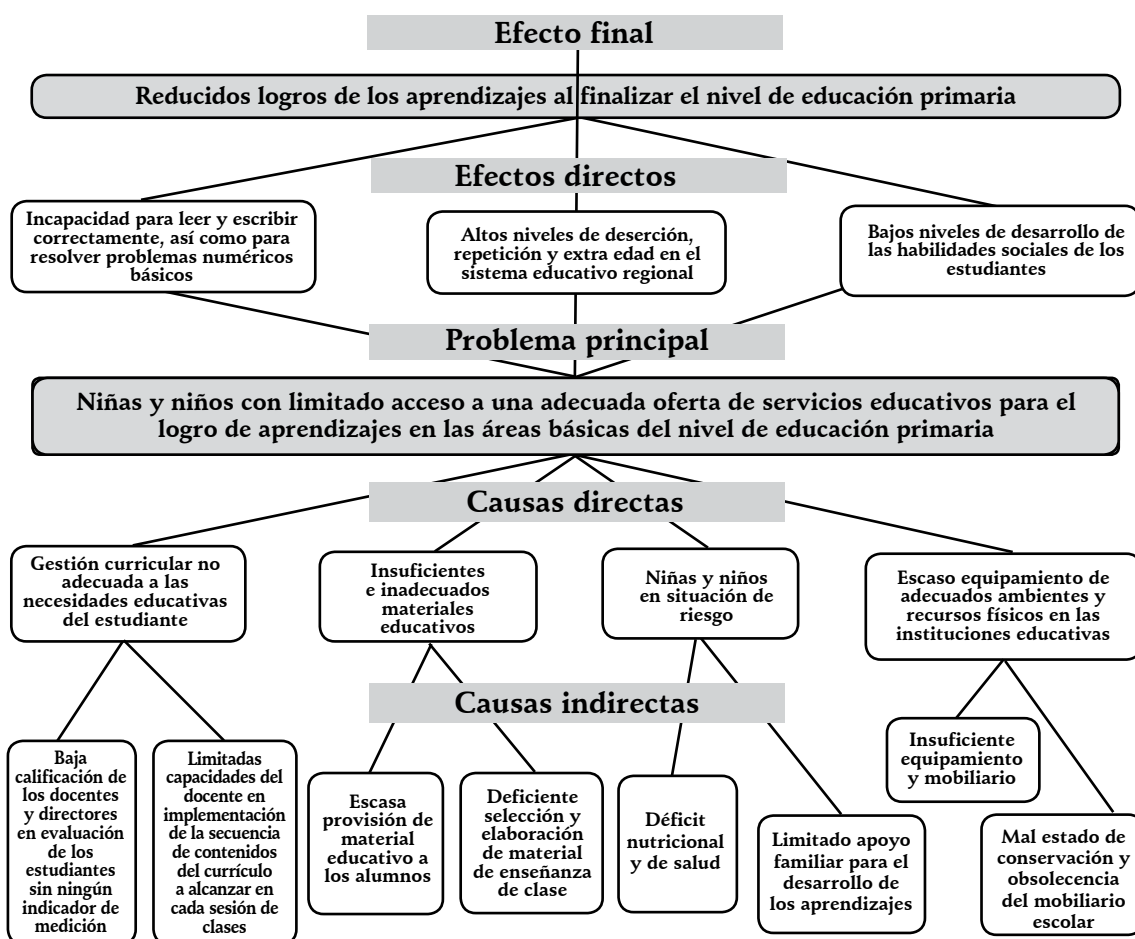 Efecto final
Reducidos logros de los aprendizajes al finalizar el nivel de educación primaria
Efectos directos
Incapacidad para leer y escribir
correctamente, así como para
resolver problemas numéricos
básicos
Altos niveles de deserción,
repetición y extra edad en el
sistema educativo regional
Bajos niveles de desarrollo de
las habilidades sociales de los
estudiantes
Problema principal
Niñas y niños con limitado acceso a una adecuada oferta de servicios educativos para el
logro de aprendizajes en las áreas básicas del nivel de educación primaria
Causas directas
Gestión curricular no
adecuada a las
necesidades educativas
del estudiante
Insuficientes
e inadecuados
materiales
educativos
Niñas y niños
en situación de
riesgo
Escaso equipamiento de
adecuados ambientes y
recursos físicos en las
instituciones educativas
Causas indirectas
Baja
calificación de
los docentes
y directores
en evaluación
de los
estudiantes
sin ningún
indicador de
medición
Limitadas
capacidades del
docente en
implementación
de la secuencia
de contenidos
del currículo
a alcanzar en
cada sesión de
clases
Escasa
provisión de
material
educativo a
los alumnos
Deficiente
selección y
elaboración
de material
de enseñanza
de clase
Déficit
nutricional
y de salud
Limitado apoyo
familiar para el
desarrollo de
los aprendizajes
Insuficiente
equipamiento
y mobiliario
Mal estado de
conservación y
obsolecencia
del mobiliario
escolar